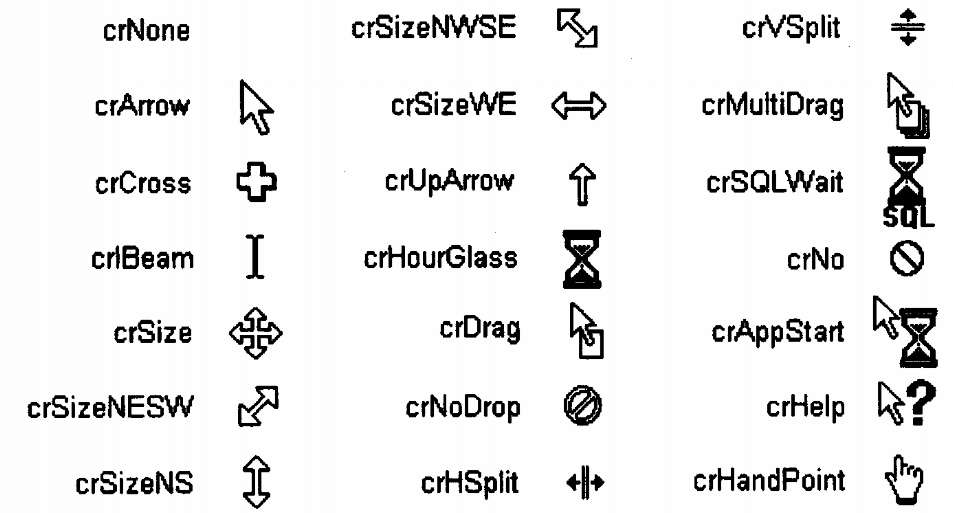 crNone
crArrow
crCross
crIBeam
crSize
crSizeNESW
crSizeNS
crSizeNWSE
crSizeWE
crUpArrow
crHourGlass
crDrag
crNoDrop
crHSplit
crVSplit
crMultiDrag
crSQLWait
SQL
crNo
crAppStart
crHelp
?
crHandPoint